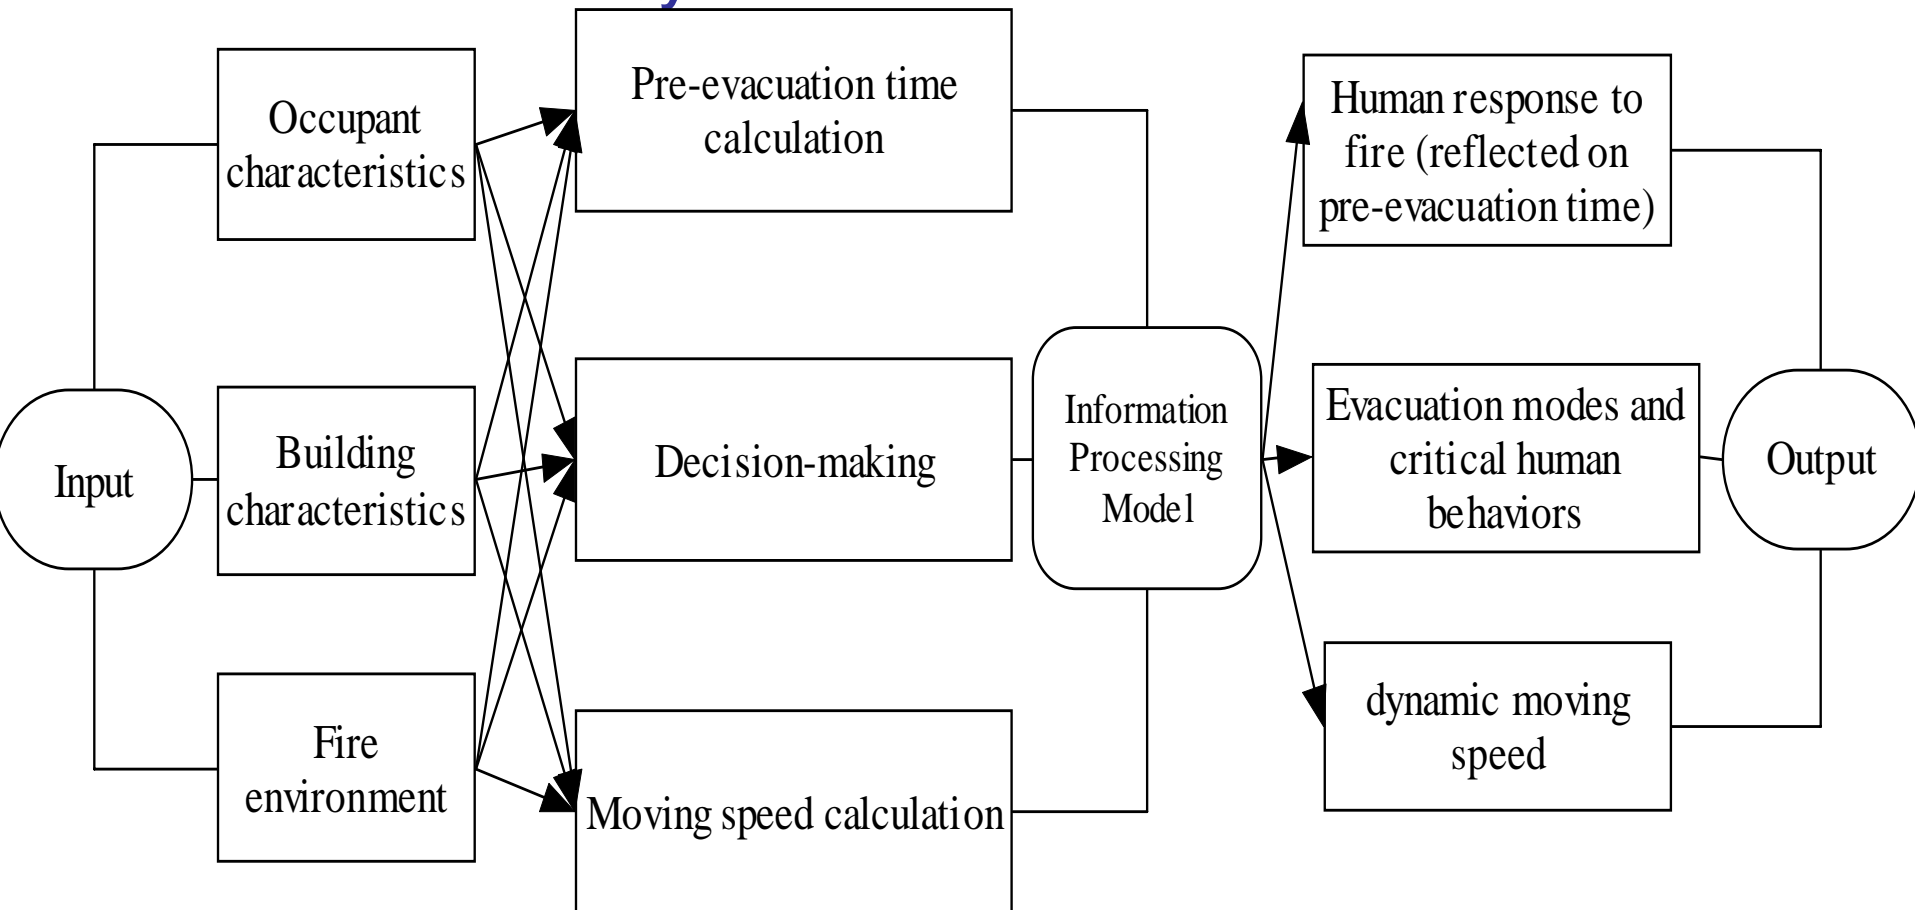 Input
Occupant
characteristics
Building
characteristics
Fire
environment
Pre-evacuation time
calculation
Decision-making
Moving speed calculation
Information
Processing
Model
Human response to
fire (reflected on
pre-evacuation time)
Evacuation modes and
critical human
behaviors
dynamic moving
speed
Output